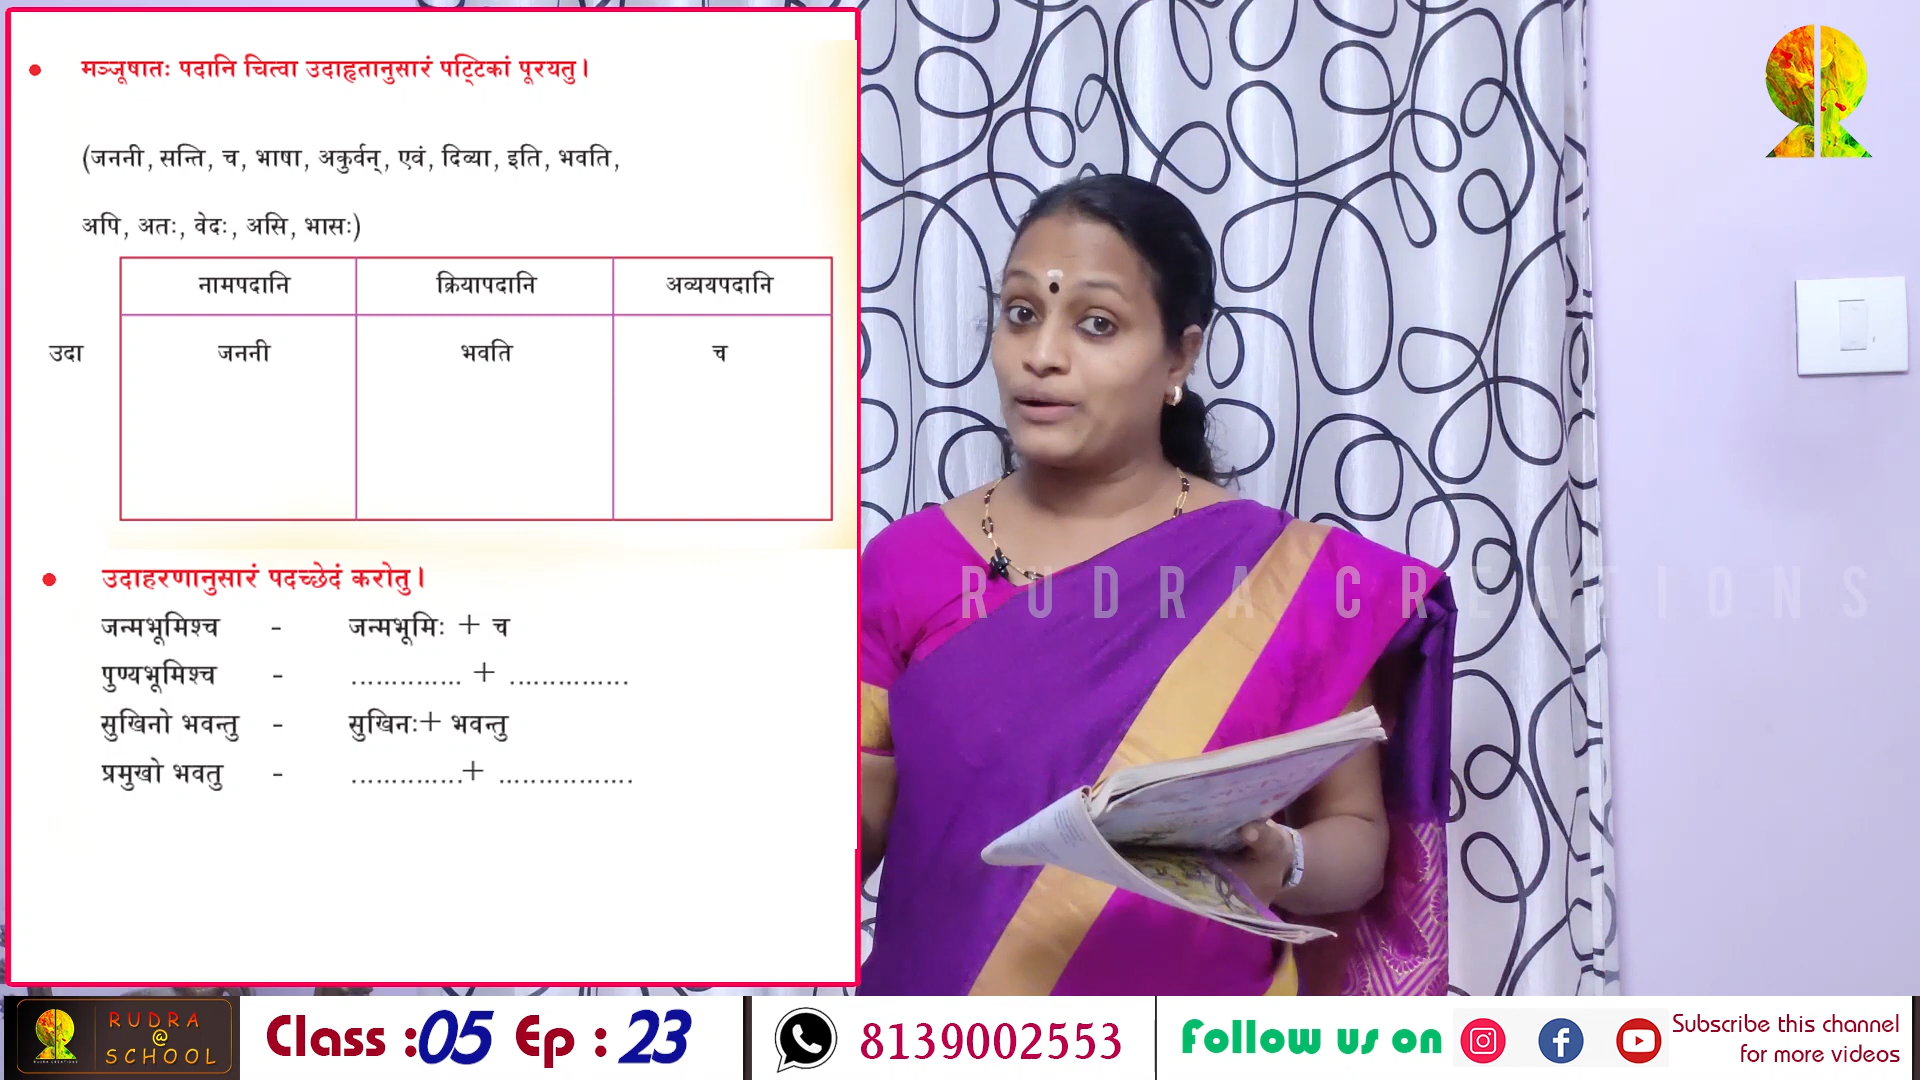 मञ्जूषातः पदानि चित्वा उदाहृतानुसारं पट्टिकां पूरयतु।
(जननी, सन्ति, च, भाषा, अकुर्वन्, एवं, दिव्या, इति, भवति,
अपि, अतः, वेदः, असि, भासः)
नामपदानि क्रियापदानि अव्ययपदानि
उदा जननी भवति च
उदाहरणानुसारं पदच्छेदं करोतु।
जन्मभूमिश्च - जन्मभूमिः + च
पुण्यभूमिश्च - ............. + ...............
सुखिनो भवन्तु - सुखिनः+ भवन्तु
प्रमुखो भवतु - .............+ .................
RUDRA CREATIONS
RUDRA
@
SCHOOL
Class :05 Ep : 23
8139002553
Follow us on
Subscribe this channel
for more videos